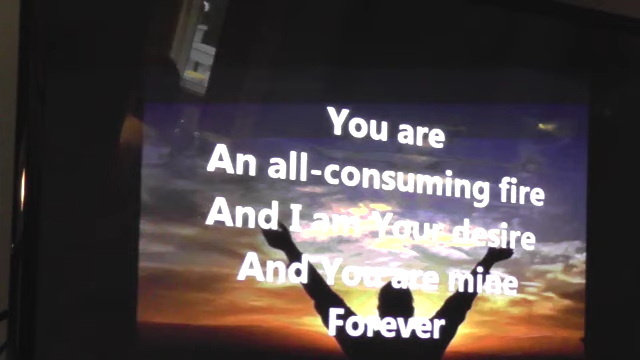 You are
An all-consuming fire
And I am Your desire
And You are mine
Forever